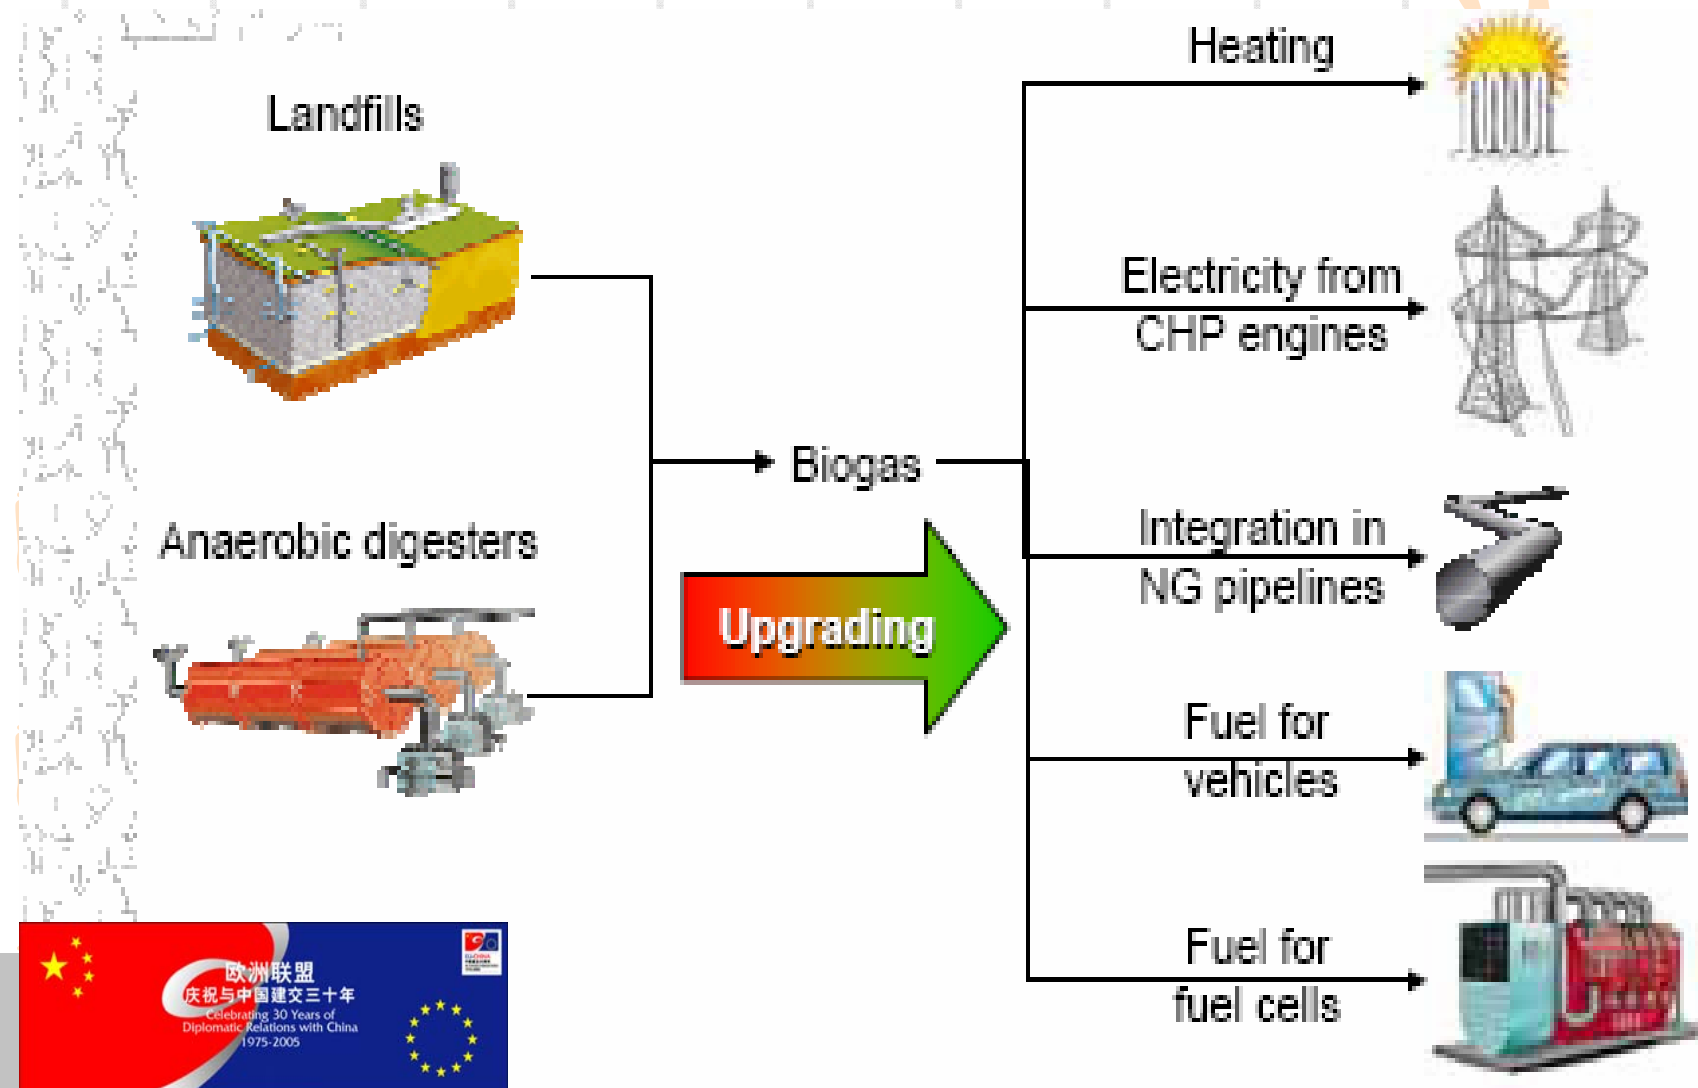 Landfills
Anaerobic digesters
Biogas
Upgrading
Heating
Electricity from
CHP engines
Integration in
NG pipelines
Fuel for
vehicles
Fuel for
fuel cells
欧洲联盟
庆祝与中国建交三十年
Celebrating 30 Years of
Diplomatic Relations with China
1975-2005